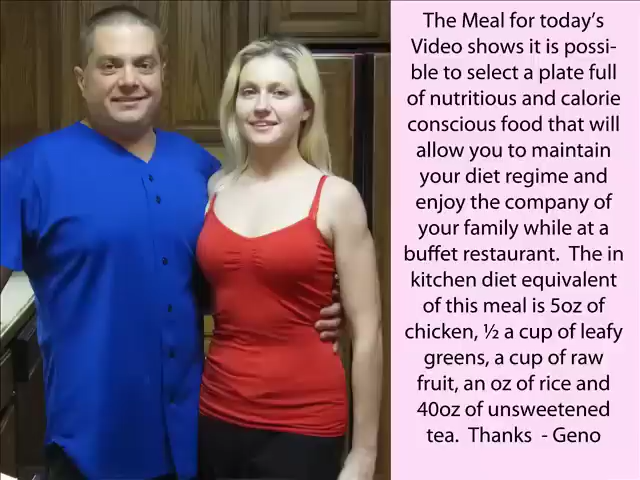 The Meal for today's
Video shows it is possi-
ble to select a plate full
of nutritious and calorie
conscious food that will
allow you to maintain
your diet regime and
enjoy the company of
your family while at a
buffet restaurant.  The in
kitchen diet equivalent
of this meal is 5oz of
chicken, ½ a cup of leafy
greens, a cup of raw
fruit, an oz of rice and
40oz of unsweetened
tea.  Thanks  - Geno